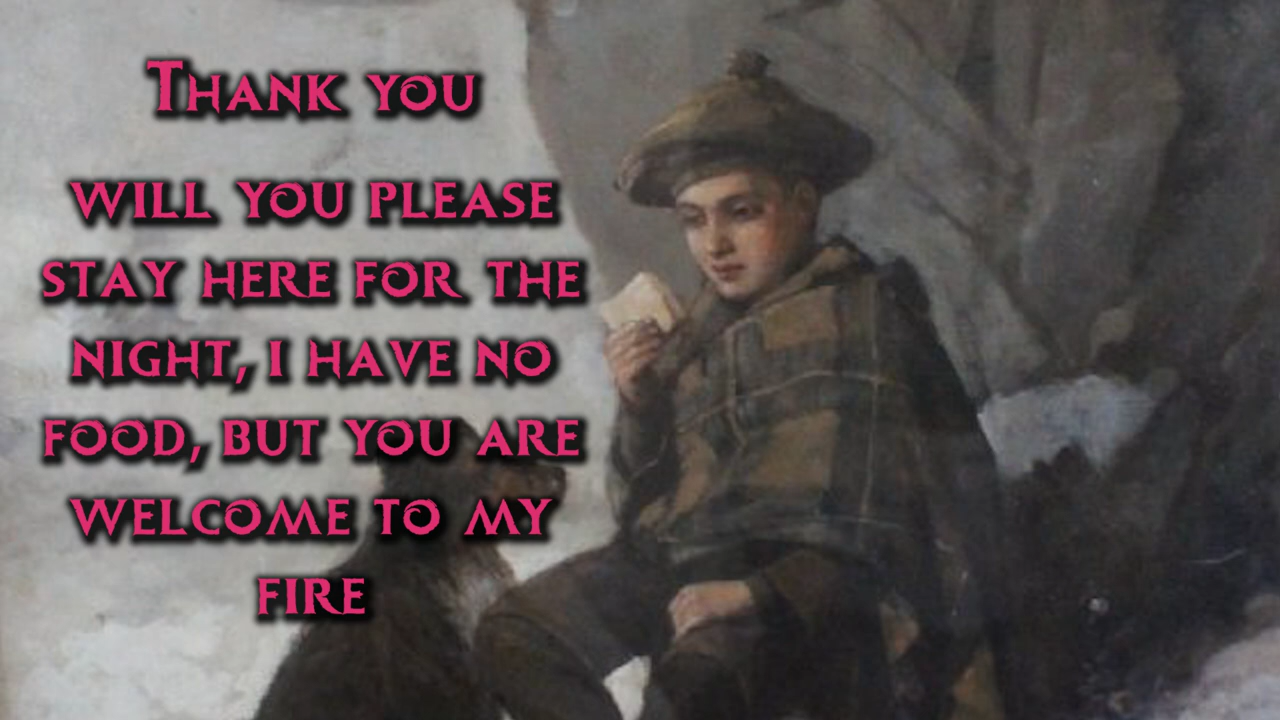 Thank you
will you please
stay here for the
night, i have no
food, but you are
welcome to my
fire